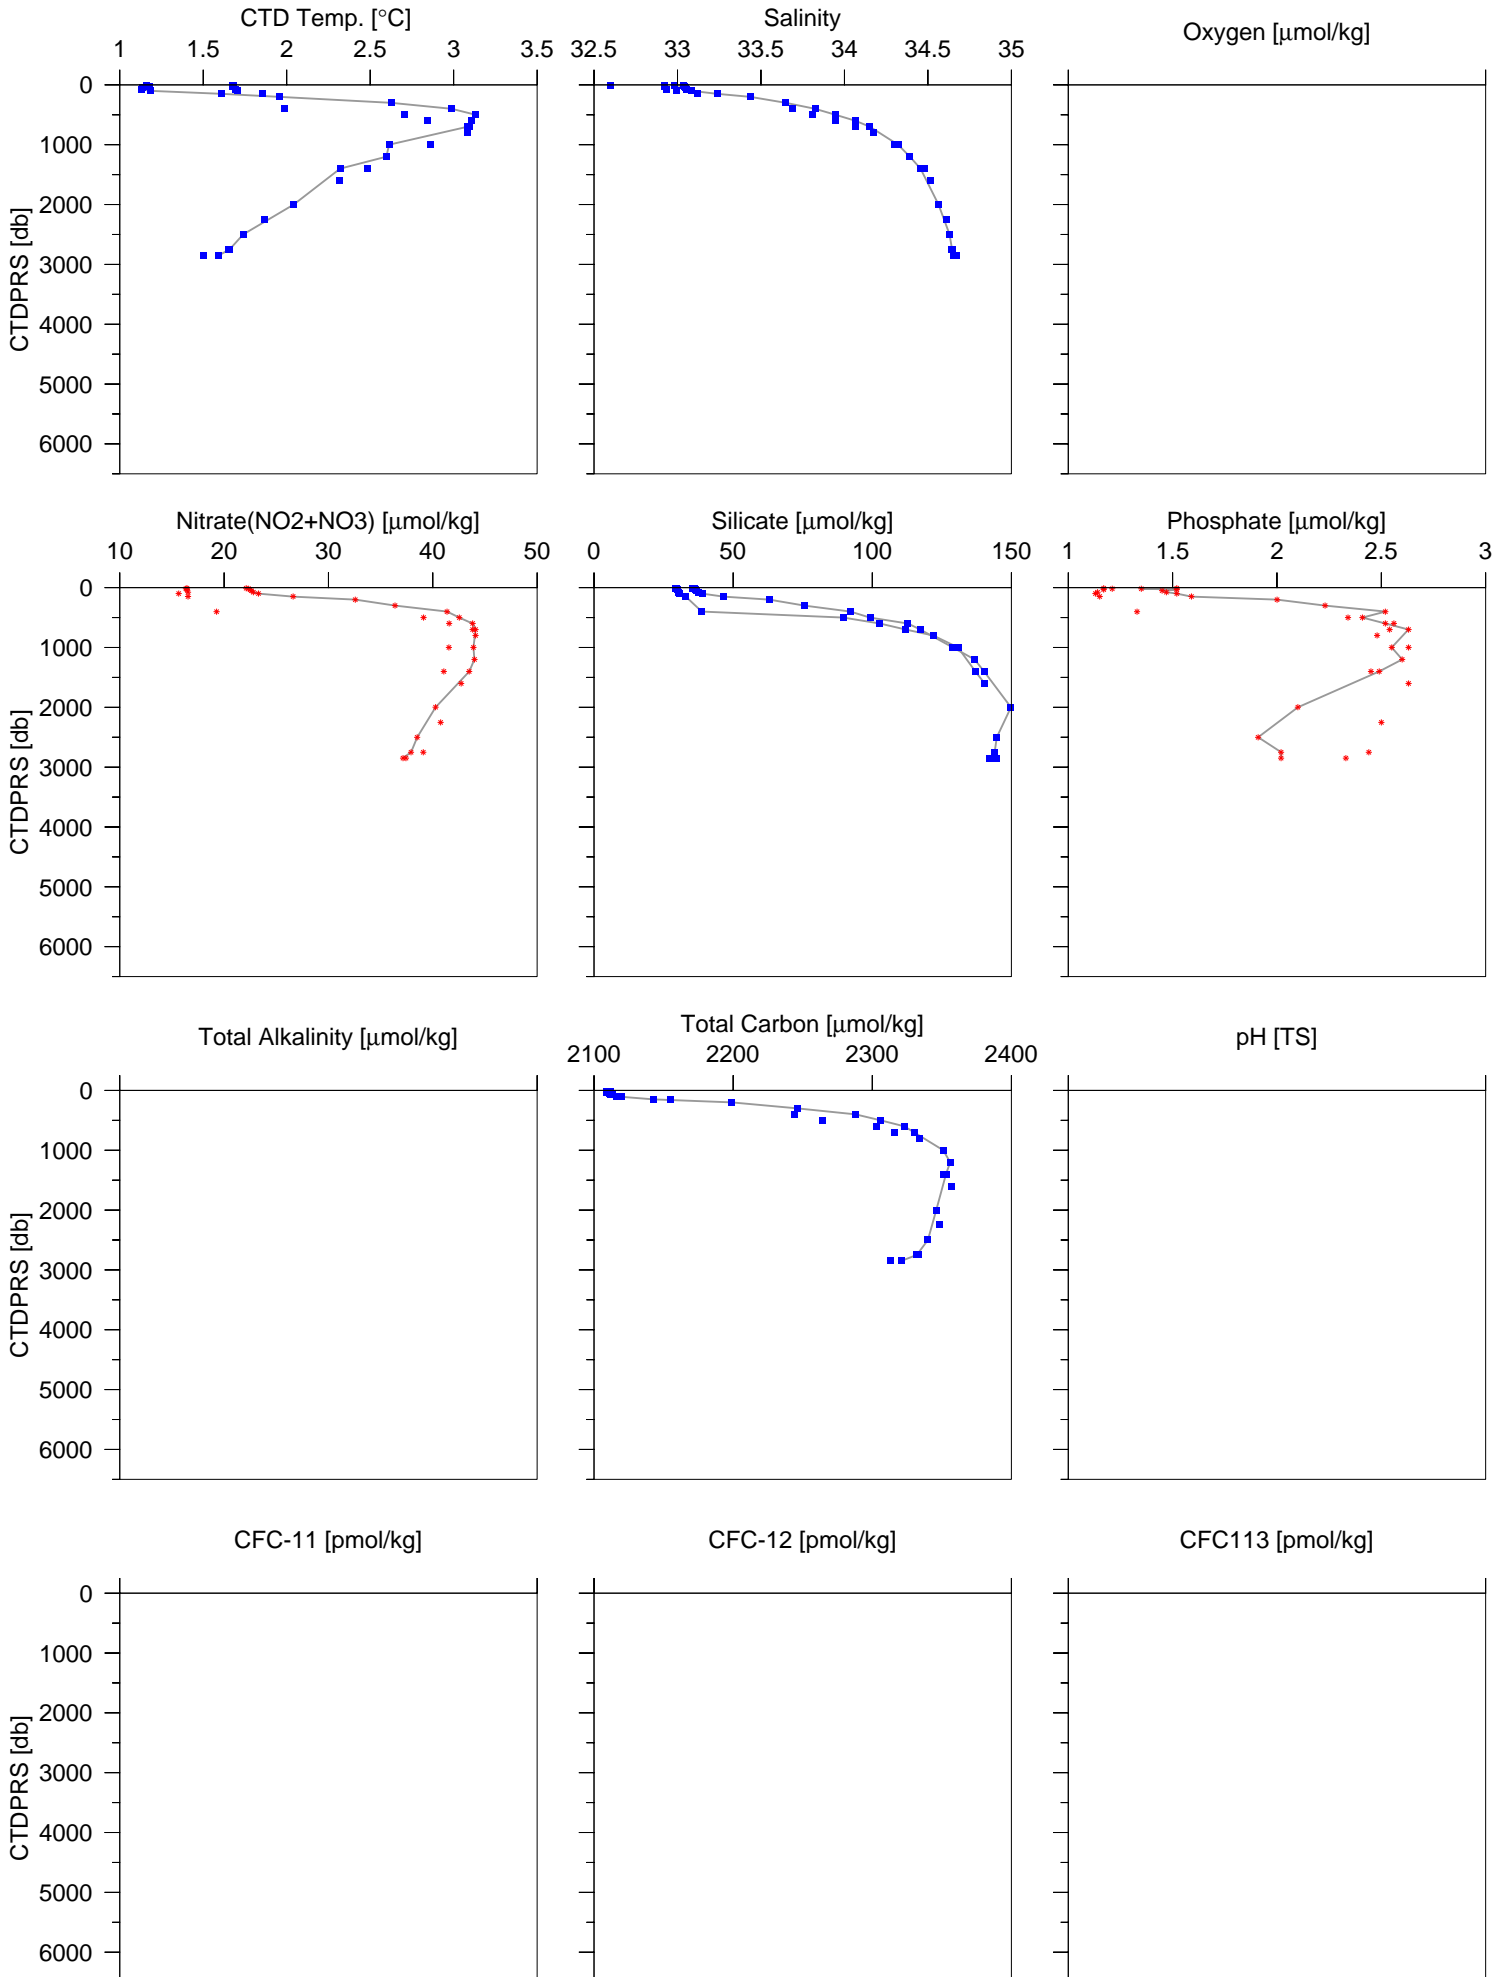 CTD Temp. [°C]
Salinity
Oxygen [μmol/kg]
1 1.5 2 2.5 3 3.5
32.5 33 33.5 34 34.5 35
0
1000
2000
3000
4000
5000
6000
CTDPRS [db]
Nitrate(NO2+NO3) [μmol/kg]
Silicate [μmol/kg]
Phosphate [μmol/kg]
10 20 30 40 50
0 50 100 150
1 1.5 2 2.5 3
0
1000
2000
3000
4000
5000
6000
CTDPRS [db]
Total Alkalinity [μmol/kg]
Total Carbon [μmol/kg]
pH [TS]
2100 2200 2300 2400
0
1000
2000
3000
4000
5000
6000
CTDPRS [db]
CFC-11 [pmol/kg]
CFC-12 [pmol/kg]
CFC113 [pmol/kg]
0
1000
2000
3000
4000
5000
6000
CTDPRS [db]